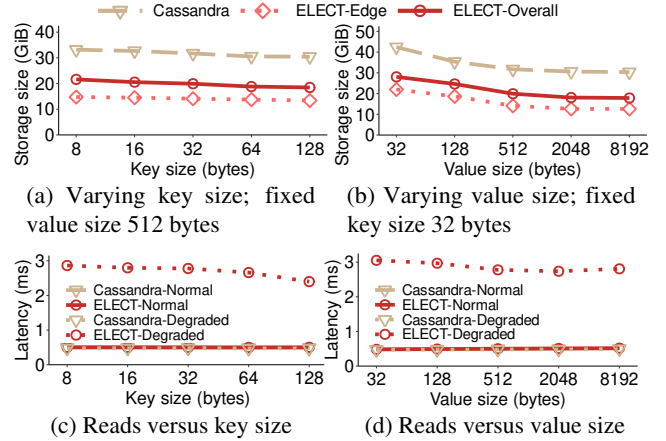 Cassandra ELECT-Edge ELECT-Overall
Storage size (GiB)
50
40
30
20
10
0
8 16 32 64 128
Key size (bytes)
(a) Varying key size; fixed
value size 512 bytes
Storage size (GiB)
50
40
30
20
10
0
32 128 512 2048 8192
Value size (bytes)
(b) Varying value size; fixed
key size 32 bytes
Latency (ms)
3
2
1
0
Cassandra-Normal
ELECT-Normal
Cassandra-Degraded
ELECT-Degraded
8 16 32 64 128
Key size (bytes)
(c) Reads versus key size
Latency (ms)
3
2
1
0
Cassandra-Normal
ELECT-Normal
Cassandra-Degraded
ELECT-Degraded
32 128 512 2048 8192
Value size (bytes)
(d) Reads versus value size